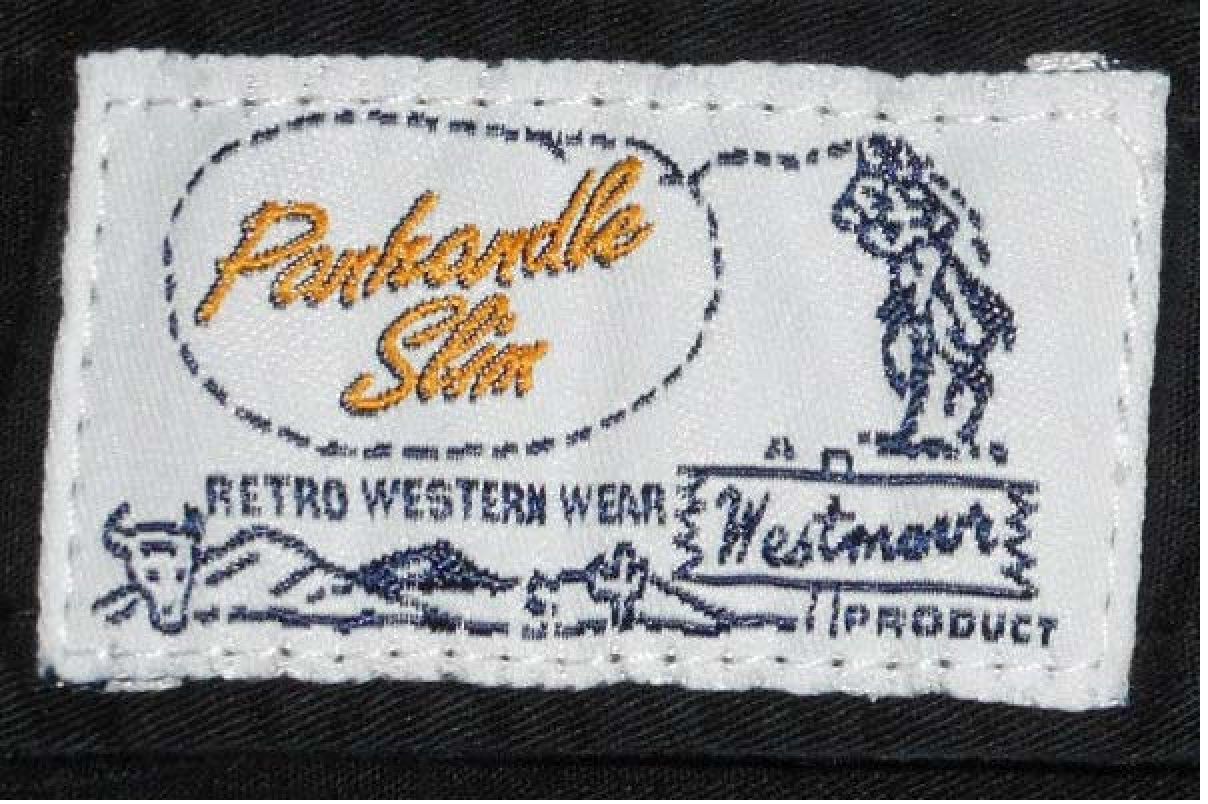 Panhandle
Slim
RETRO WESTERN WEAR
Westmoor
PRODUCT